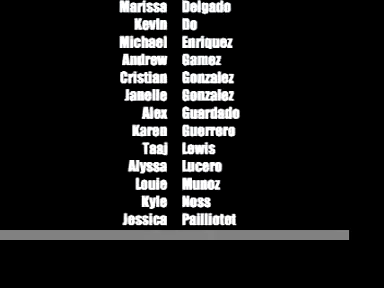 Marissa Delgado
Kevin Do
Michael Enriquez
Andrew Gamez
Cristian Gonzalez
Janelle Gonzalez
Alex Guardado
Karen Guerrero
Taaj Lewis
Alyssa Lucero
Louie Munoz
Kyle Noss
Jessica Pailliotet